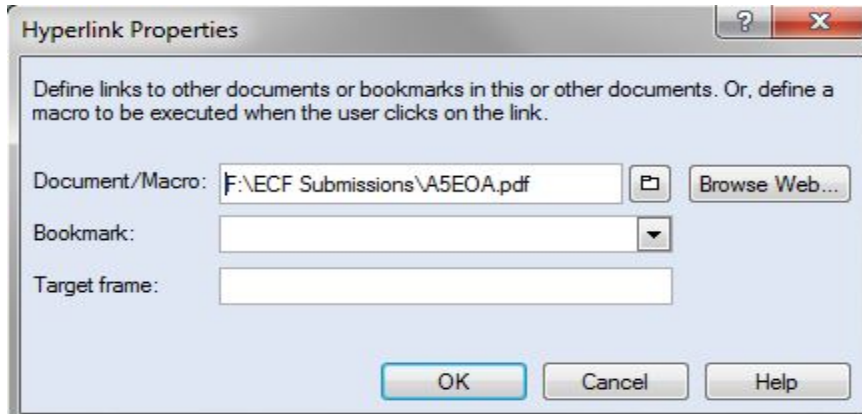 Hyperlink Properties
Define links to other documents or bookmarks in this or other documents. Or, define a
macro to be executed when the user clicks on the link.
Document/Macro: F:\ECF Submissions\A5EOA.pdf Browse Web...
Bookmark:
Target frame:
OK Cancel Help